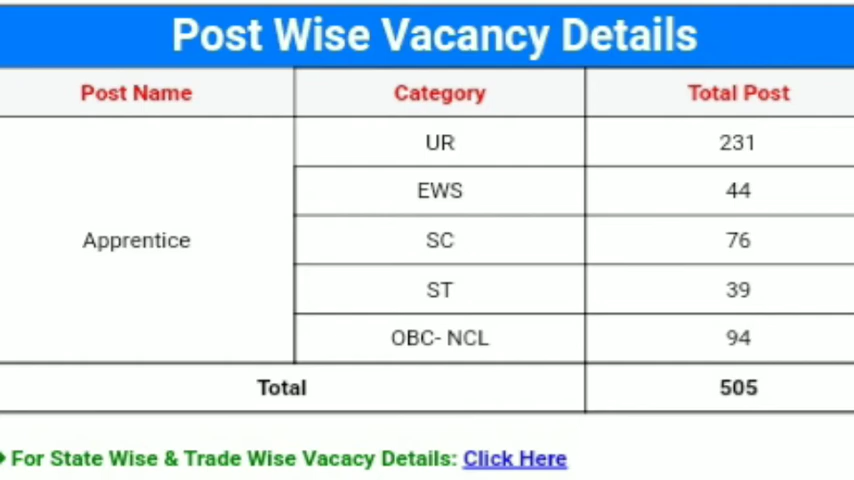 Post Wise Vacancy Details
Post Name Category Total Post
UR 231
EWS 44
Apprentice SC 76
ST 39
OBC- NCL 94
Total 505
For State Wise & Trade Wise Vacacy Details: Click Here